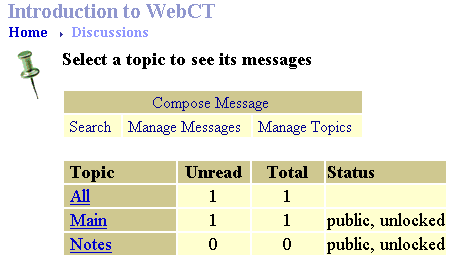 Introduction to WebCT
Home › Discussions
Select a topic to see its messages
Compose Message
Search Manage Messages Manage Topics
Topic Unread Total Status
All 1 1
Main 1 1 public, unlocked
Notes 0 0 public, unlocked